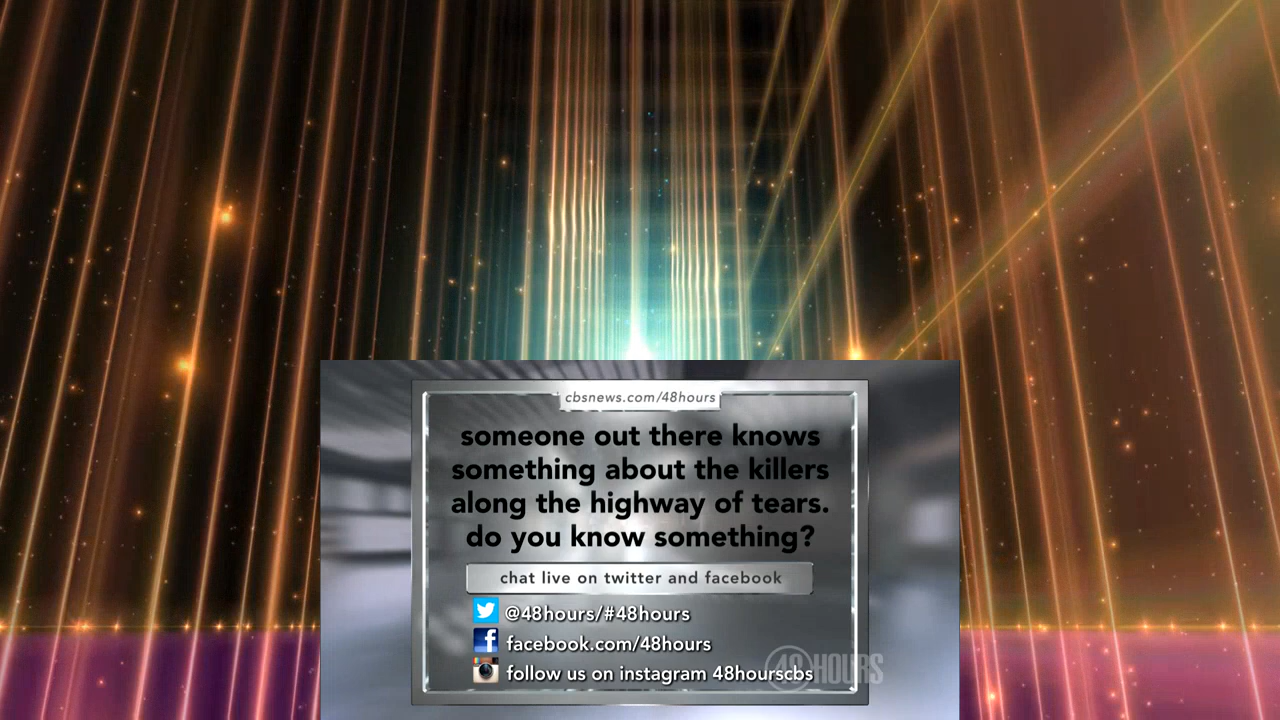 cbsnews.com/48hours
someone out there knows
something about the killers
along the highway of tears.
do you know something?
chat live on twitter and facebook
@48hours/#48hours
facebook.com/48hours
follow us on instagram 48hourscbs
48 HOURS